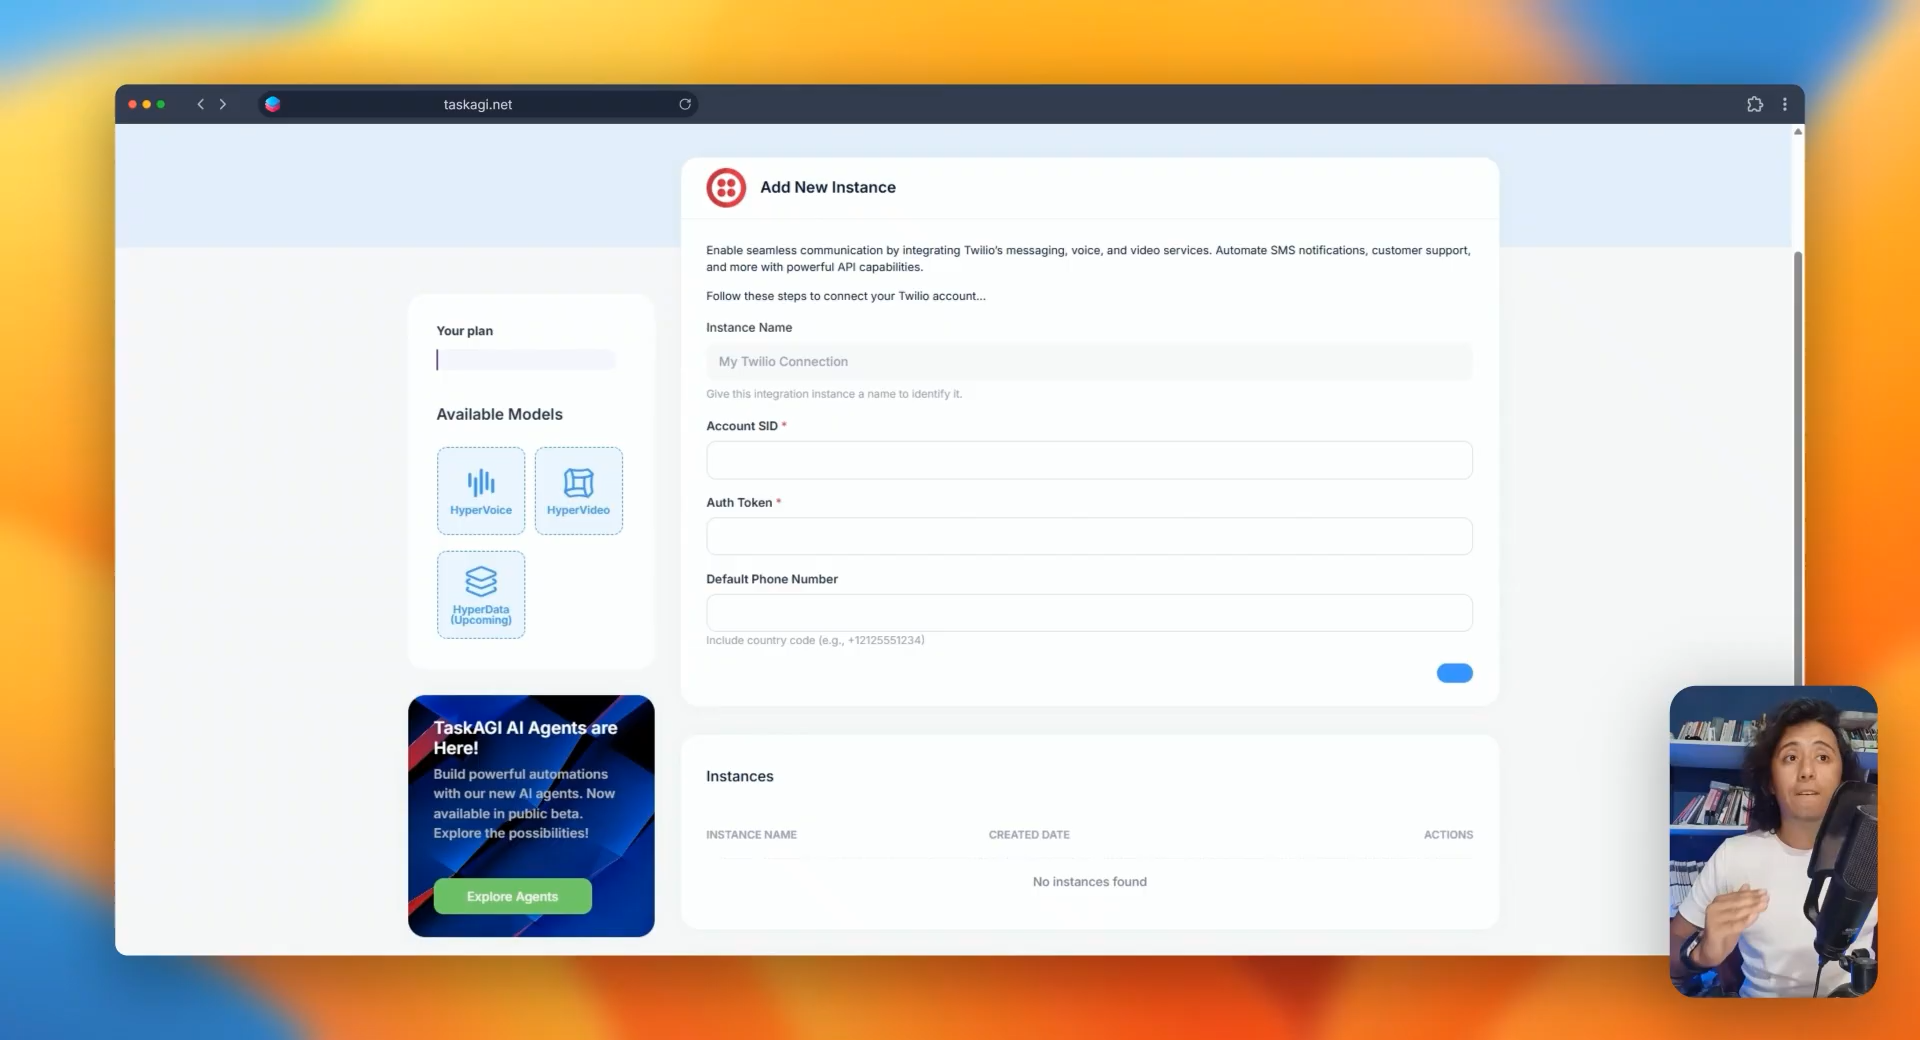 taskagi.net
Add New Instance
Enable seamless communication by integrating Twilio's messaging, voice, and video services. Automate SMS notifications, customer support,
and more with powerful API capabilities.
Follow these steps to connect your Twilio account...
Instance Name
My Twilio Connection
Give this integration instance a name to identify it.
Account SID *
Auth Token *
Default Phone Number
Include country code (e.g., +12125551234)
Your plan
Available Models
HyperVoice
HyperVideo
HyperData
(Upcoming)
TaskAGI AI Agents are
Here!
Build powerful automations
with our new AI agents. Now
available in public beta.
Explore the possibilities!
Explore Agents
Instances
INSTANCE NAME
CREATED DATE
ACTIONS
No instances found